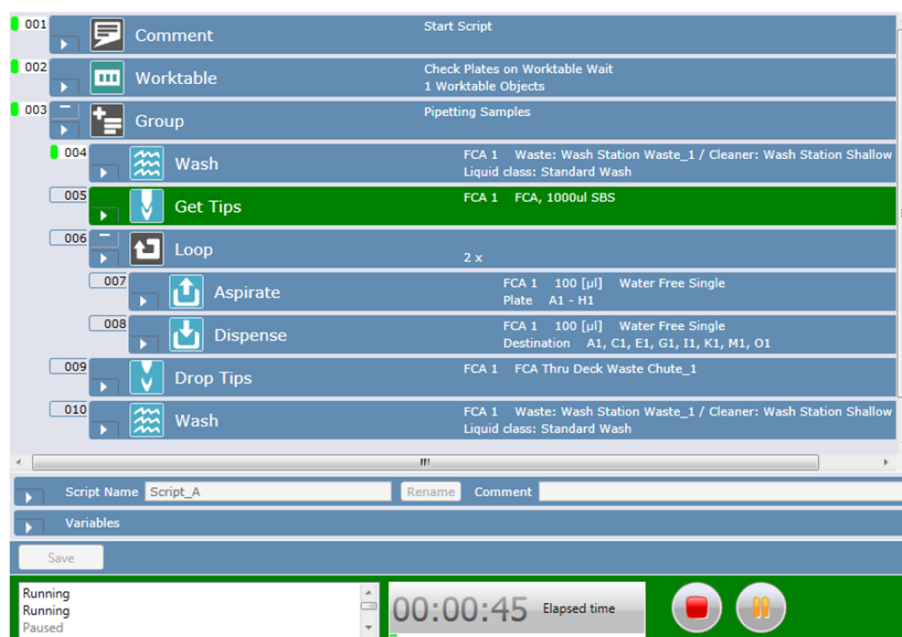 001
Comment
Start Script
002
Worktable
Check Plates on Worktable Wait
1 Worktable Objects
003
Group
Pipetting Samples
004
Wash
FCA 1 Waste: Wash Station Waste_1 / Cleaner: Wash Station Shallow
Liquid class: Standard Wash
005
Get Tips
FCA 1 FCA, 1000ul SBS
006
Loop
2 x
007
Aspirate
FCA 1 100 [µl] Water Free Single
Plate A1 - H1
008
Dispense
FCA 1 100 [µl] Water Free Single
Destination A1, C1, E1, G1, I1, K1, M1, O1
009
Drop Tips
FCA 1 FCA Thru Deck Waste Chute_1
010
Wash
FCA 1 Waste: Wash Station Waste_1 / Cleaner: Wash Station Shallow
Liquid class: Standard Wash
Script Name Script_A Rename Comment
Variables
Save
Running
Running
Paused
00:00:45 Elapsed time